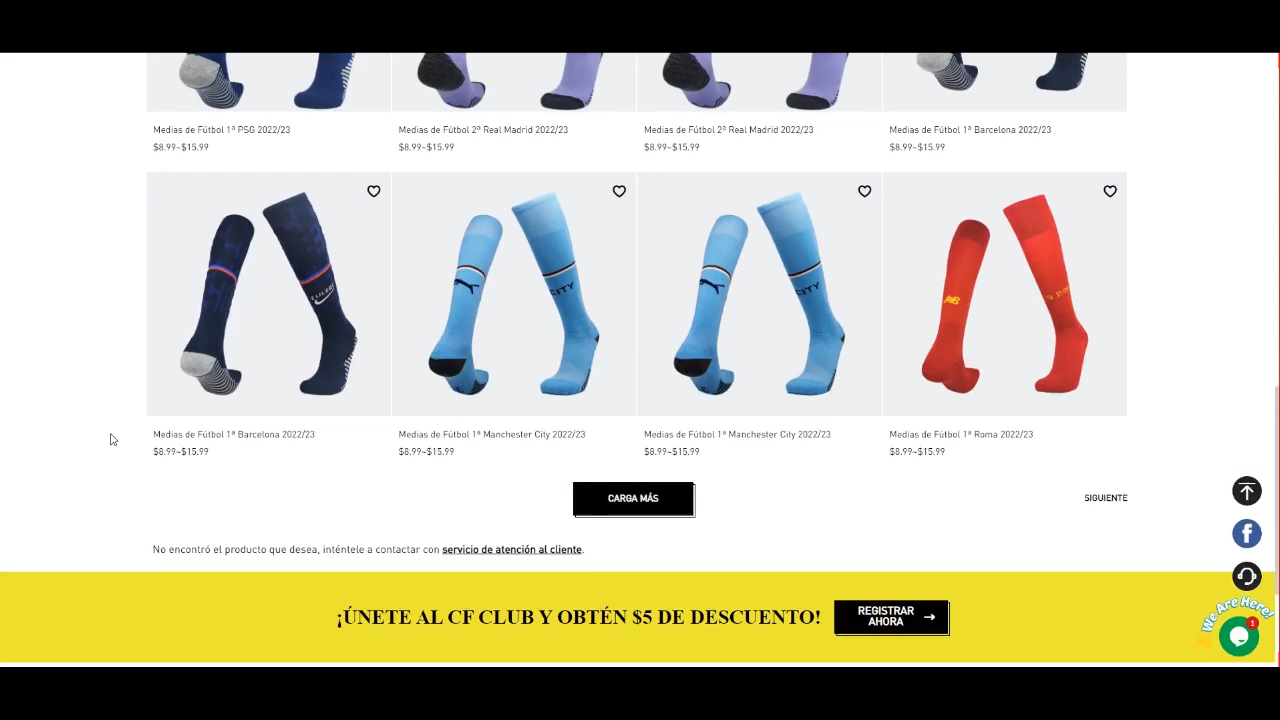 Medias de Fútbol 1ª PSG 2022/23
$8.99~$15.99
Medias de Fútbol 2ª Real Madrid 2022/23
$8.99~$15.99
Medias de Fútbol 2ª Real Madrid 2022/23
$8.99~$15.99
Medias de Fútbol 1ª Barcelona 2022/23
$8.99~$15.99
CITY
CITY
NB
Medias de Fútbol 1ª Barcelona 2022/23
$8.99~$15.99
Medias de Fútbol 1ª Manchester City 2022/23
$8.99~$15.99
Medias de Fútbol 1ª Manchester City 2022/23
$8.99~$15.99
Medias de Fútbol 1ª Roma 2022/23
$8.99~$15.99
CARGA MÁS
SIGUIENTE
No encontró el producto que desea, inténtele a contactar con servicio de atención al cliente.
¡ÚNETE AL CF CLUB Y OBTÉN $5 DE DESCUENTO!
REGISTRAR
AHORA
We Are Here!
1